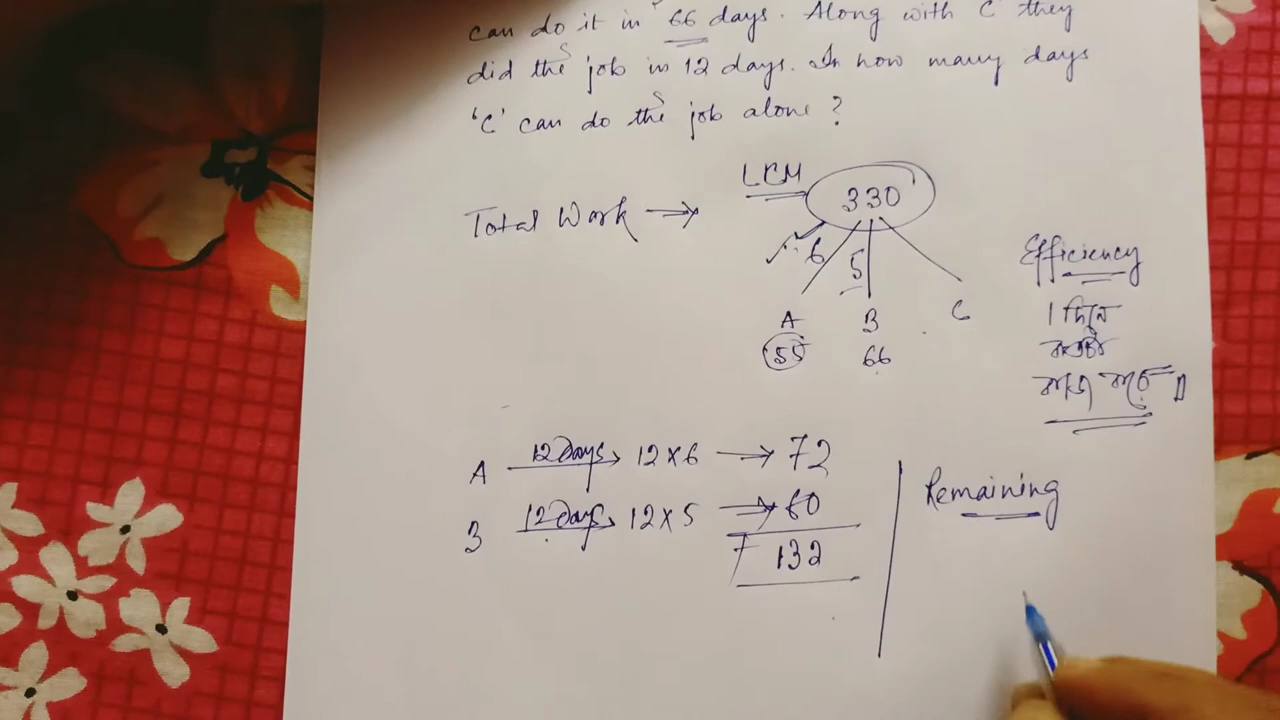 can do it in 66 days. Along with C they
did the job in 12 days. In how many days
'C' can do the job alone?
LCM
Total Work → 330
6 5
A B C
55 66
Efficiency
1 দিনে
কতটা
কাজ করে
A 12 Days → 12 × 6 → 72
B 12 Days → 12 × 5 → 60
132
Remaining